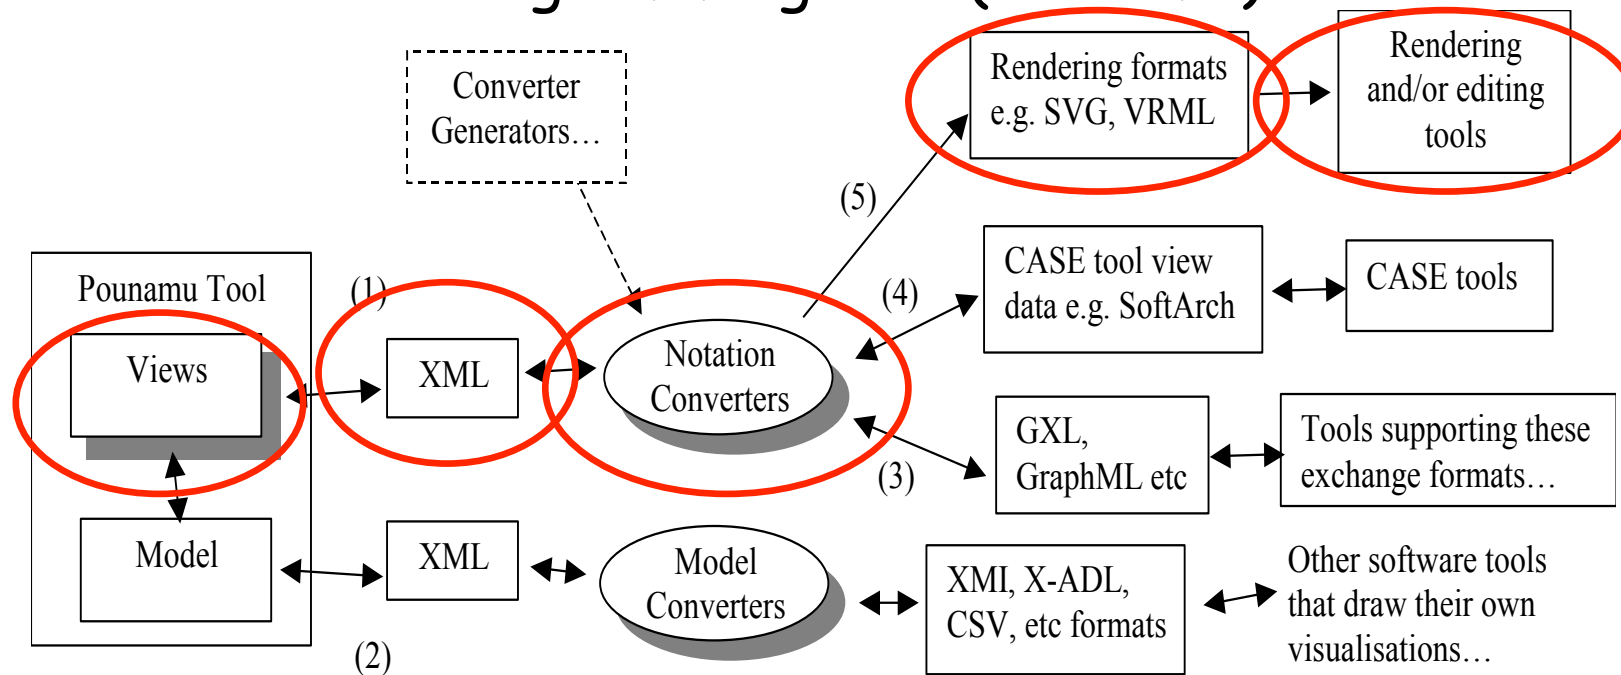 Converter
Generators…
Rendering formats
e.g. SVG, VRML
Rendering
and/or editing
tools
(5)
Pounamu Tool
(1)
Views
XML
Notation
Converters
(4)
CASE tool view
data e.g. SoftArch
CASE tools
(3)
GXL,
GraphML etc
Tools supporting these
exchange formats…
Model
XML
(2)
Model
Converters
XMI, X-ADL,
CSV, etc formats
Other software tools
that draw their own
visualisations…